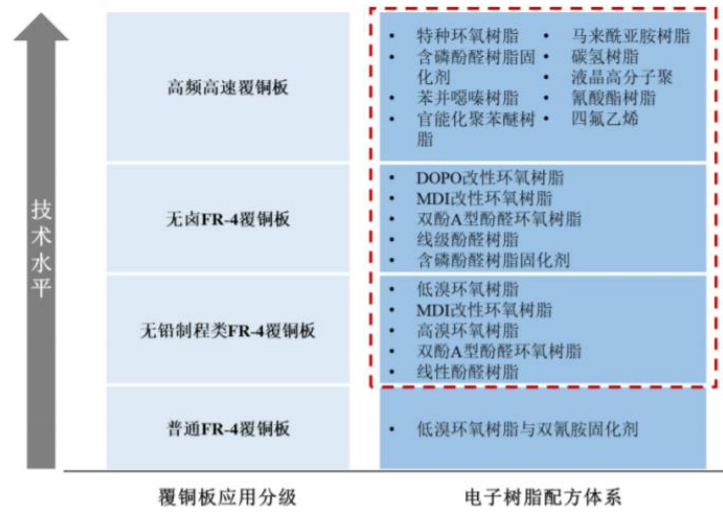 技术水平
高频高速覆铜板
• 特种环氧树脂
• 含磷酚醛树脂固
化剂
• 苯并噁嗪树脂
• 官能化聚苯醚树
脂
• 马来酰亚胺树脂
• 碳氢树脂
• 液晶高分子聚
• 氰酸酯树脂
• 四氟乙烯
无卤FR-4覆铜板
• DOPO改性环氧树脂
• MDI改性环氧树脂
• 双酚A型酚醛环氧树脂
• 线级酚醛树脂
• 含磷酚醛树脂固化剂
无铅制程类FR-4覆铜板
• 低溴环氧树脂
• MDI改性环氧树脂
• 高溴环氧树脂
• 双酚A型酚醛环氧树脂
• 线性酚醛树脂
普通FR-4覆铜板
• 低溴环氧树脂与双氰胺固化剂
覆铜板应用分级
电子树脂配方体系